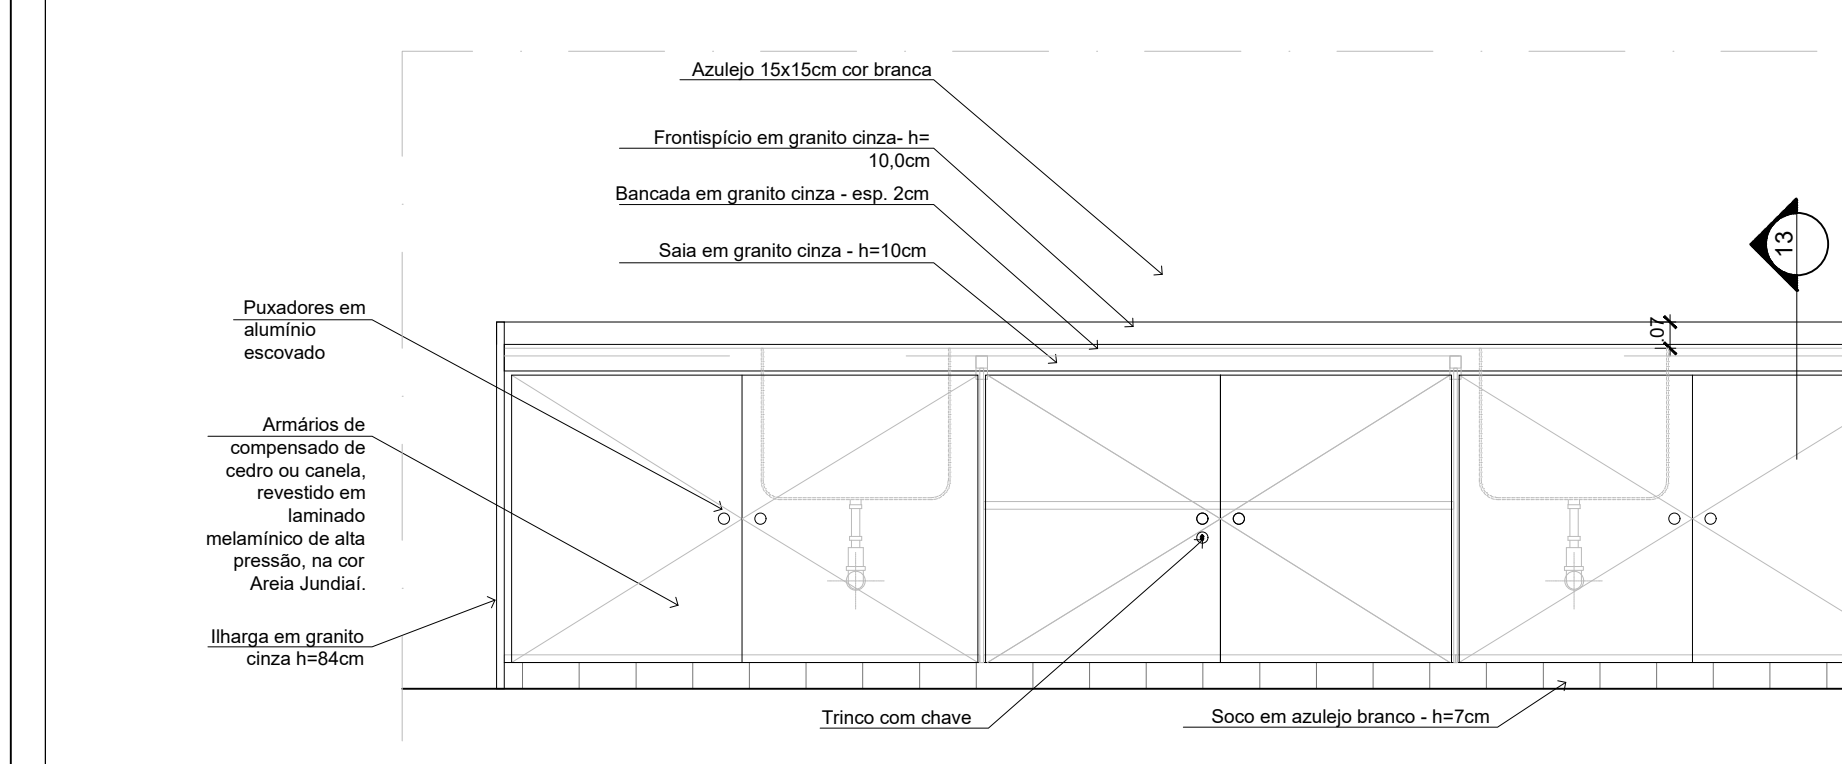 Azulejo 15x15cm cor branca
Frontispício em granito cinza- h=
10,0cm
Bancada em granito cinza - esp. 2cm
Saia em granito cinza - h=10cm
13
.07
Puxadores em
alumínio
escovado
Armários de
compensado de
cedro ou canela,
revestido em
laminado
melamínico de alta
pressão, na cor
Areia Jundiaí.
Ilharga em granito
cinza h=84cm
Trinco com chave
Soco em azulejo branco - h=7cm